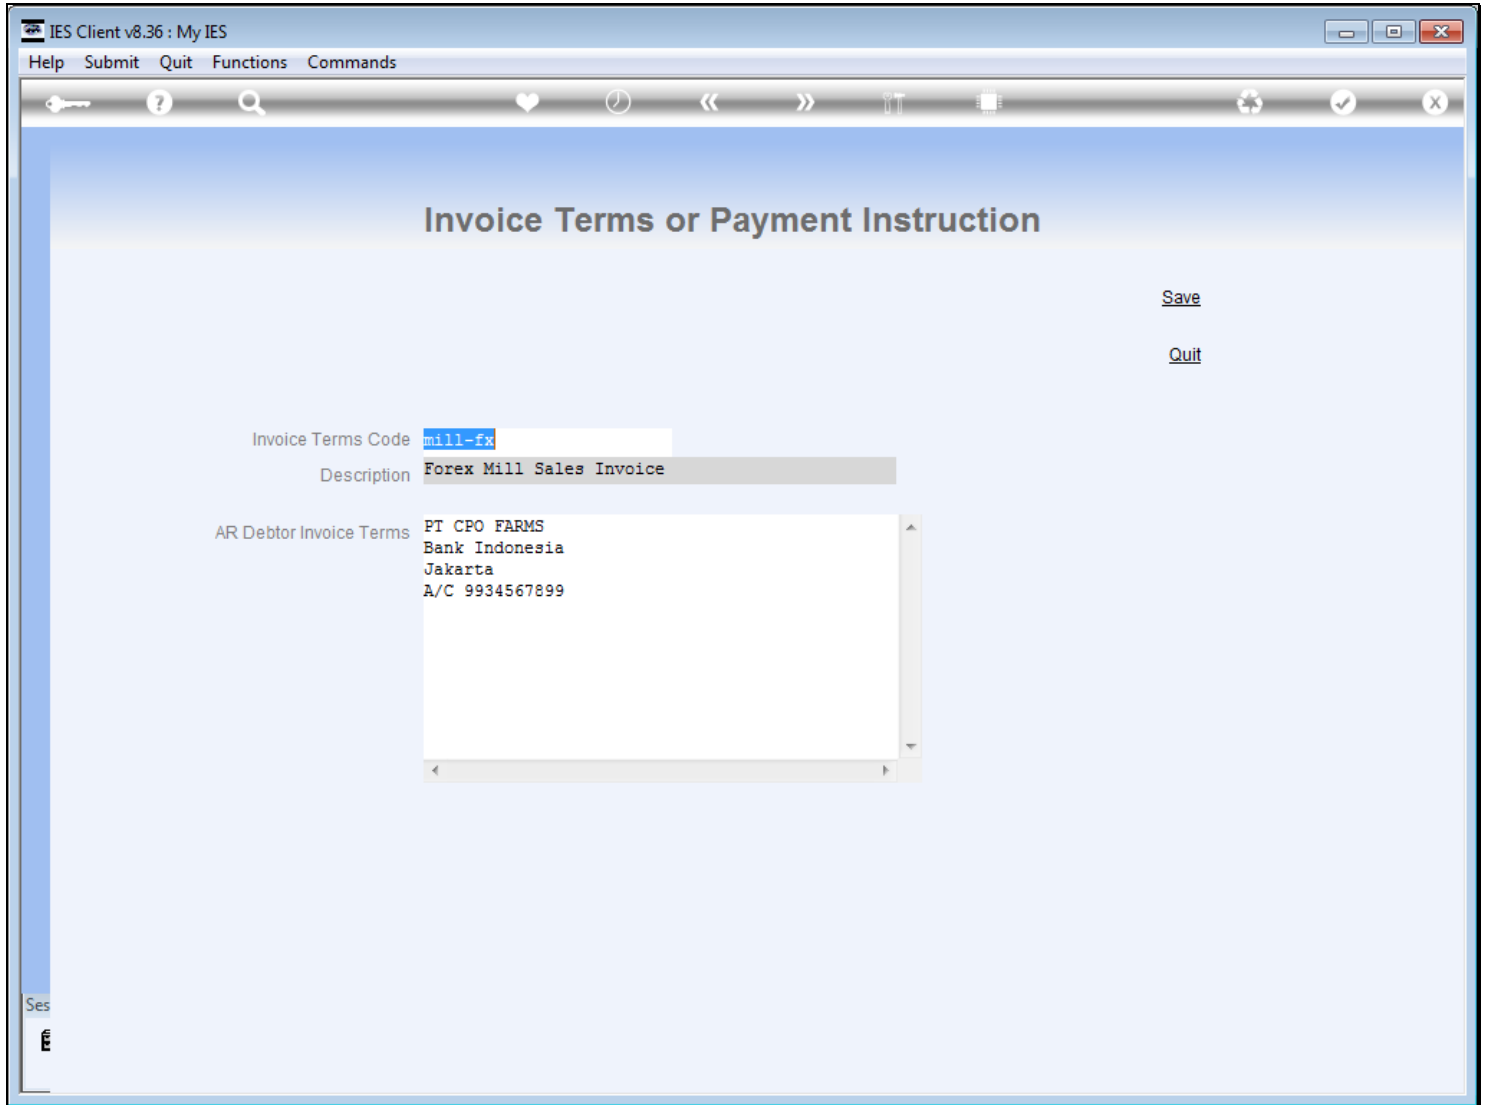 IES Client v8.36 : My IES
Help Submit Quit Functions Commands
Invoice Terms or Payment Instruction
Save
Quit
Invoice Terms Code mill-fx
Description Forex Mill Sales Invoice
AR Debtor Invoice Terms PT CPO FARMS
Bank Indonesia
Jakarta
A/C 9934567899
Ses